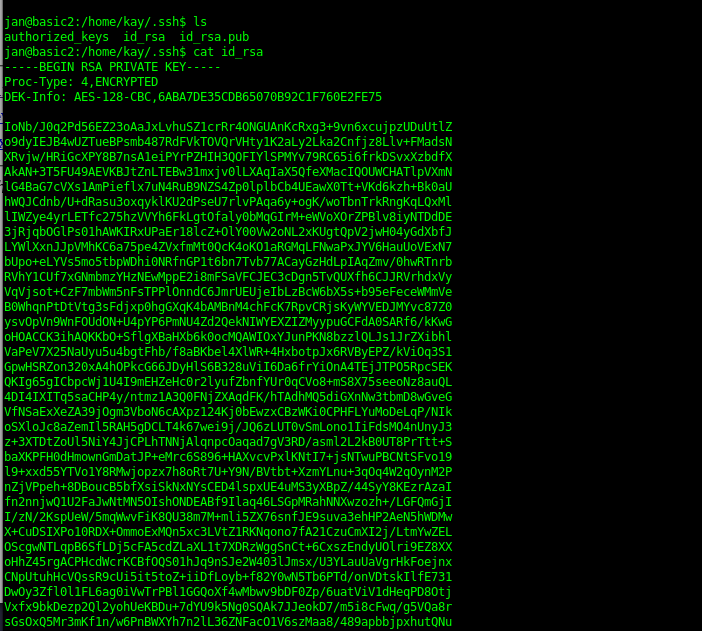 jan@basic2:/home/kay/.ssh$ ls
authorized_keys  id_rsa  id_rsa.pub
jan@basic2:/home/kay/.ssh$ cat id_rsa
-----BEGIN RSA PRIVATE KEY-----
Proc-Type: 4,ENCRYPTED
DEK-Info: AES-128-CBC,6ABA7DE35CDB65070B92C1F760E2FE75

IoNb/J0q2Pd56EZ23oAaJxLvhuSZ1crRr4ONGUAnKcRxg3+9vn6xcujpzUDuUtlZ
o9dyIEJB4wUZTueBPsmb487RdFVkTOVQrVHty1K2aLy2Lka2Cnfjz8Llv+FMadsN
XRvjw/HRiGcXPY8B7nsA1eiPYrPZHIH3QOFIYlSPMYv79RC65i6frkDSvxXzbdfX
AkAN+3T5FU49AEVKBJtZnLTEBw31mxjv0lLXAqIaX5QfeXMacIQOUWCHATlpVXmN
lG4BaG7cVXs1AmPieflx7uN4RuB9NZS4Zp0lplbCb4UEawX0Tt+VKd6kzh+Bk0aU
hWQJCdnb/U+dRasu3oxqyklKU2dPseU7rlvPAqa6y+ogK/woTbnTrkRngKqLQxMl
lIWZye4yrLETfc275hzVVYh6FkLgtOfaly0bMqGIrM+eWVoXOrZPBlv8iyNTDdDE
3jRjqbOGlPs01hAWKIRxUPaEr18lcZ+OlY00Vw2oNL2xKUgtQpV2jwH04yGdXbfJ
LYWlXxnJJpVMhKC6a75pe4ZVxfmMt0QcK4oKO1aRGMqLFNwaPxJYV6HauUoVExN7
bUpo+eLYVs5mo5tbpWDhi0NRfnGP1t6bn7Tvb77ACayGzHdLpIAqZmv/0hwRTnrb
RVhY1CUf7xGNmbmzYHzNEwMppE2i8mFSaVFCJEC3cDgn5TvQUXfh6CJJRVrhdxVy
VqVjsot+CzF7mbWm5nFsTPPlOnndC6JmrUEUjeIbLzBcW6bX5s+b95eFeceWMmVe
B0WhqnPtDtVtg3sFdjxp0hgGXqK4bAMBnM4chFcK7RpvCRjsKyWYVEDJMYvc87Z0
ysvOpVn9WnFOUdON+U4pYP6PmNU4Zd2QekNIWYEXZIZMyypuGCFdA0SARf6/kKwG
oHOACCK3ihAQKKbO+SflgXBaHXb6k0ocMQAWIOxYJunPKN8bzzlQLJs1JrZXibhl
VaPeV7X25NaUyu5u4bgtFhb/f8aBKbel4XlWR+4HxbotpJx6RVByEPZ/kViOq3S1
GpwHSRZon320xA4hOPkcG66JDyHlS6B328uViI6Da6frYiOnA4TEjJTPO5RpcSEK
QKIg65gICbpcWj1U4I9mEHZeHc0r2lyufZbnfYUr0qCVo8+mS8X75seeoNz8auQL
4DI4IXITq5saCHP4y/ntmz1A3Q0FNjZXAqdFK/hTAdhMQ5diGXnNw3tbmD8wGveG
VfNSaExXeZA39jOgm3VboN6cAXpz124Kj0bEwzxCBzWKi0CPHFLYuMoDeLqP/NIk
oSXloJc8aZemIl5RAH5gDCLT4k67wei9j/JQ6zLUT0vSmLono1IiFdsMO4nUnyJ3
z+3XTDtZoUl5NiY4JjCPLhTNNjAlqnpcOaqad7gV3RD/asml2L2kB0UT8PrTtt+S
baXKPFH0dHmownGmDatJP+eMrc6S896+HAXvcvPxlKNtI7+jsNTwuPBCNtSFvo19
l9+xxd55YTVo1Y8RMwjopzx7h8oRt7U+Y9N/BVtbt+XzmYLnu+3qOq4W2qOynM2P
nZjVPpeh+8DBoucB5bfXsiSkNxNYsCED4lspxUE4uMS3yXBpZ/44SyY8KEzrAzaI
fn2nnjwQ1U2FaJwNtMN5OIshONDEABf9Ilaq46LSGpMRahNNXwzozh+/LGFQmGjI
I/zN/2KspUeW/5mqWwvFiK8QU38m7M+mli5ZX76snfJE9suva3ehHP2AeN5hWDMw
X+CuDSIXPo10RDX+OmmoExMQn5xc3LVtZ1RKNqono7fA21CzuCmXI2j/LtmYwZEL
OScgwNTLqpB6SfLDj5cFA5cdZLaXL1t7XDRzWggSnCt+6CxszEndyUOlri9EZ8XX
oHhZ45rgACPHcdWcrKCBfOQS01hJq9nSJe2W403lJmsx/U3YLauUaVgrHkFoejnx
CNpUtuhHcVQssR9cUi5it5toZ+iiDfLoyb+f82Y0wN5Tb6PTd/onVDtskIlfE731
DwOy3Zfl0l1FL6ag0iVwTrPBl1GGQoXf4wMbwv9bDF0Zp/6uatViV1dHeqPD8Otj
Vxfx9bkDezp2Ql2yohUeKBDu+7dYU9k5Ng0SQAk7JJeokD7/m5i8cFwq/g5VQa8r
sGsOxQ5Mr3mKf1n/w6PnBWXYh7n2lL36ZNFacO1V6szMaa8/489apbbjpxhutQNu